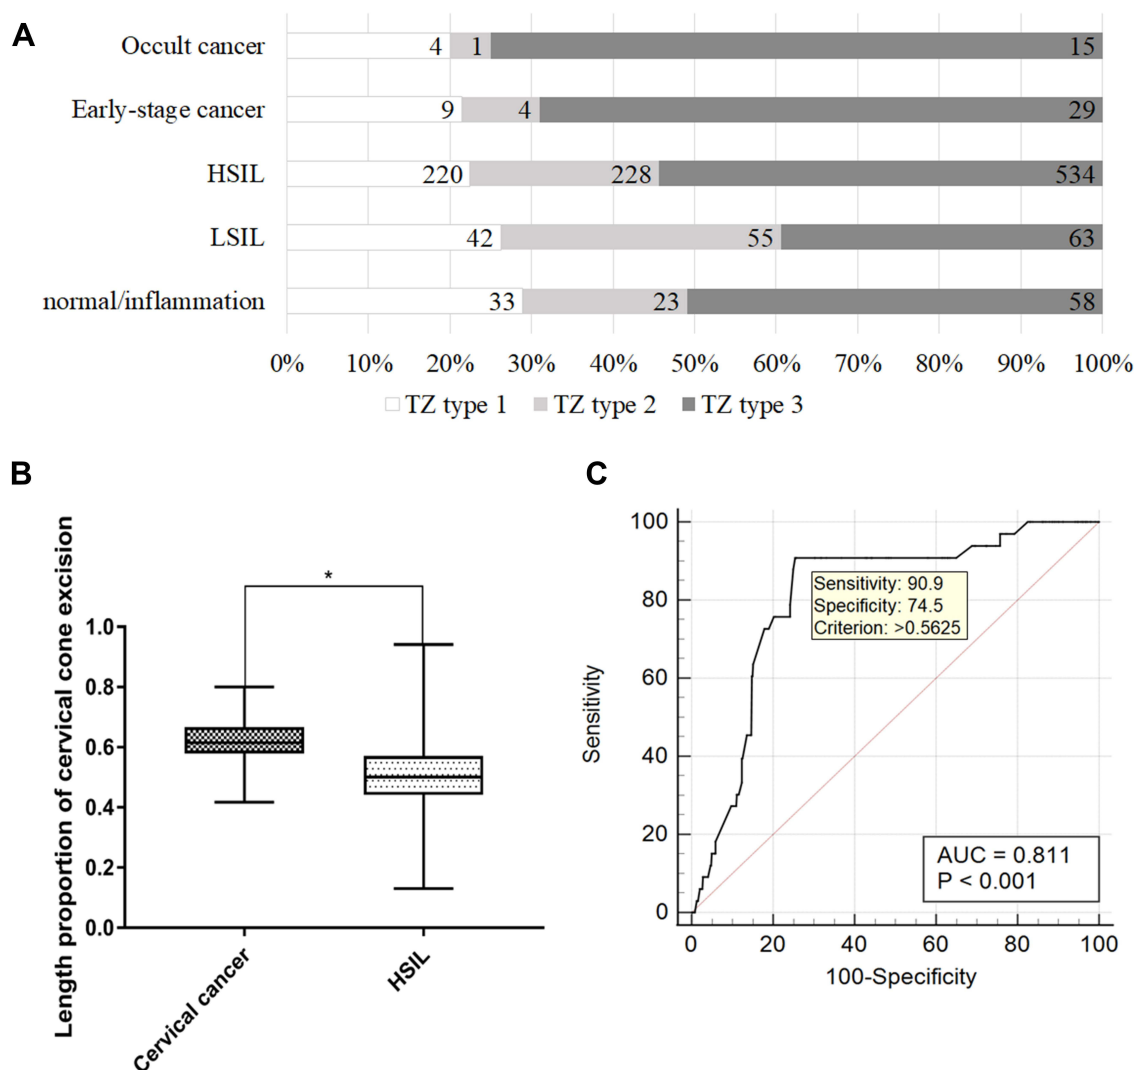 A
Occult cancer 4 1 15
Early-stage cancer 9 4 29
HSIL 220 228 534
LSIL 42 55 63
normal/inflammation 33 23 58
0% 10% 20% 30% 40% 50% 60% 70% 80% 90% 100%
TZ type 1 TZ type 2 TZ type 3
B
Length proportion of cervical cone excision
1.0
0.8
0.6
0.4
0.2
0.0
*
Cervical cancer
HSIL
C
Sensitivity
100
80
60
40
20
0
Sensitivity: 90.9
Specificity: 74.5
Criterion: >0.5625
AUC = 0.811
P < 0.001
0 20 40 60 80 100
100-Specificity